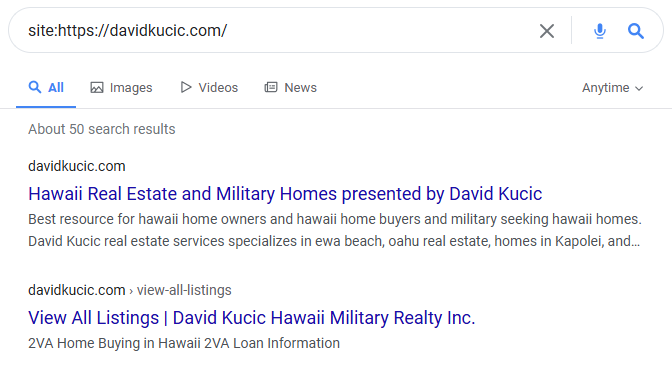 site:https://davidkucic.com/
All Images Videos News Anytime
About 50 search results
davidkucic.com
Hawaii Real Estate and Military Homes presented by David Kucic
Best resource for hawaii home owners and hawaii home buyers and military seeking hawaii homes.
David Kucic real estate services specializes in ewa beach, oahu real estate, homes in Kapolei, and...
davidkucic.com › view-all-listings
View All Listings | David Kucic Hawaii Military Realty Inc.
2VA Home Buying in Hawaii 2VA Loan Information